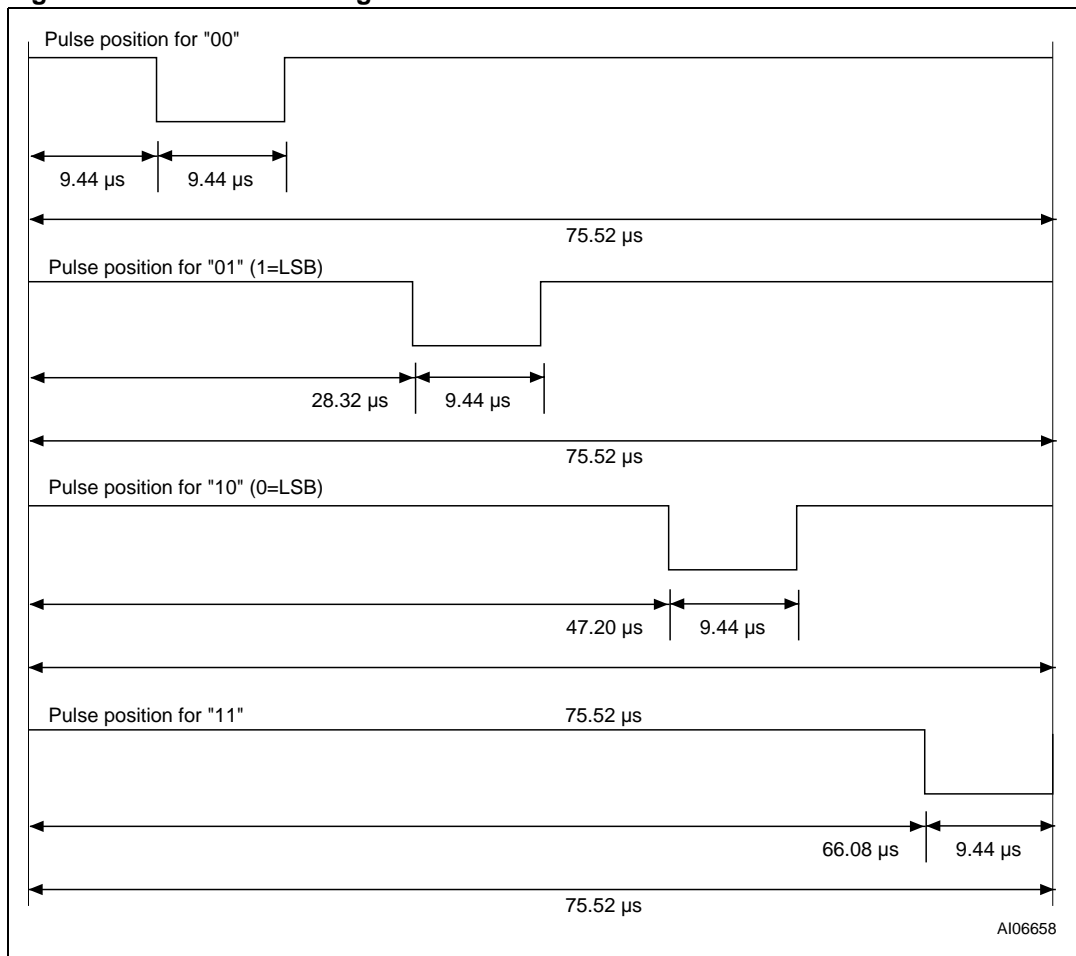 Pulse position for "00"
9.44 µs 9.44 µs
75.52 µs
Pulse position for "01" (1=LSB)
28.32 µs 9.44 µs
75.52 µs
Pulse position for "10" (0=LSB)
47.20 µs 9.44 µs
Pulse position for "11" 75.52 µs
66.08 µs 9.44 µs
75.52 µs
AI06658